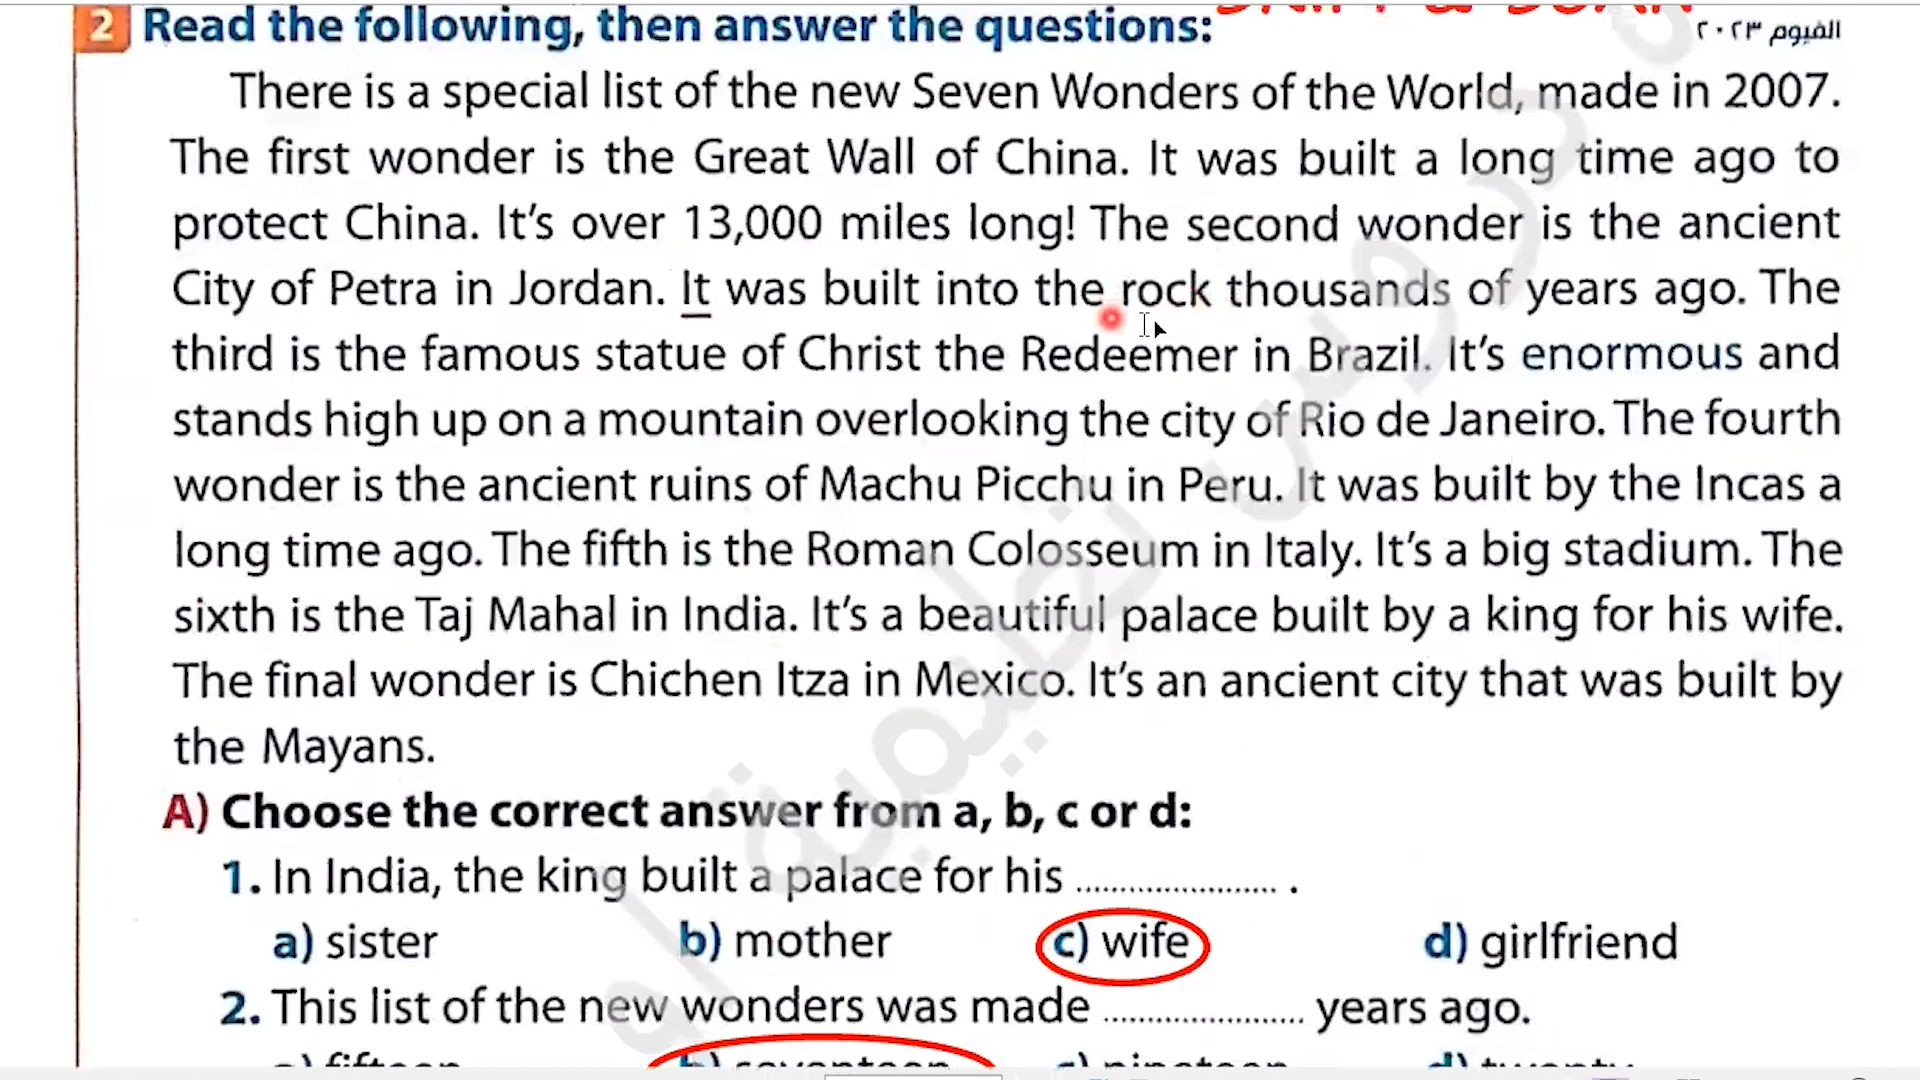 2 Read the following, then answer the questions:
الفيوم ٢٠٢٣
There is a special list of the new Seven Wonders of the World, made in 2007.
The first wonder is the Great Wall of China. It was built a long time ago to
protect China. It's over 13,000 miles long! The second wonder is the ancient
City of Petra in Jordan. It was built into the rock thousands of years ago. The
third is the famous statue of Christ the Redeemer in Brazil. It's enormous and
stands high up on a mountain overlooking the city of Rio de Janeiro. The fourth
wonder is the ancient ruins of Machu Picchu in Peru. It was built by the Incas a
long time ago. The fifth is the Roman Colosseum in Italy. It's a big stadium. The
sixth is the Taj Mahal in India. It's a beautiful palace built by a king for his wife.
The final wonder is Chichen Itza in Mexico. It's an ancient city that was built by
the Mayans.
A) Choose the correct answer from a, b, c or d:
1. In India, the king built a palace for his ...................... .
a) sister b) mother c) wife d) girlfriend
2. This list of the new wonders was made ...................... years ago.
a) fifteen b) seventeen c) nineteen d) twenty